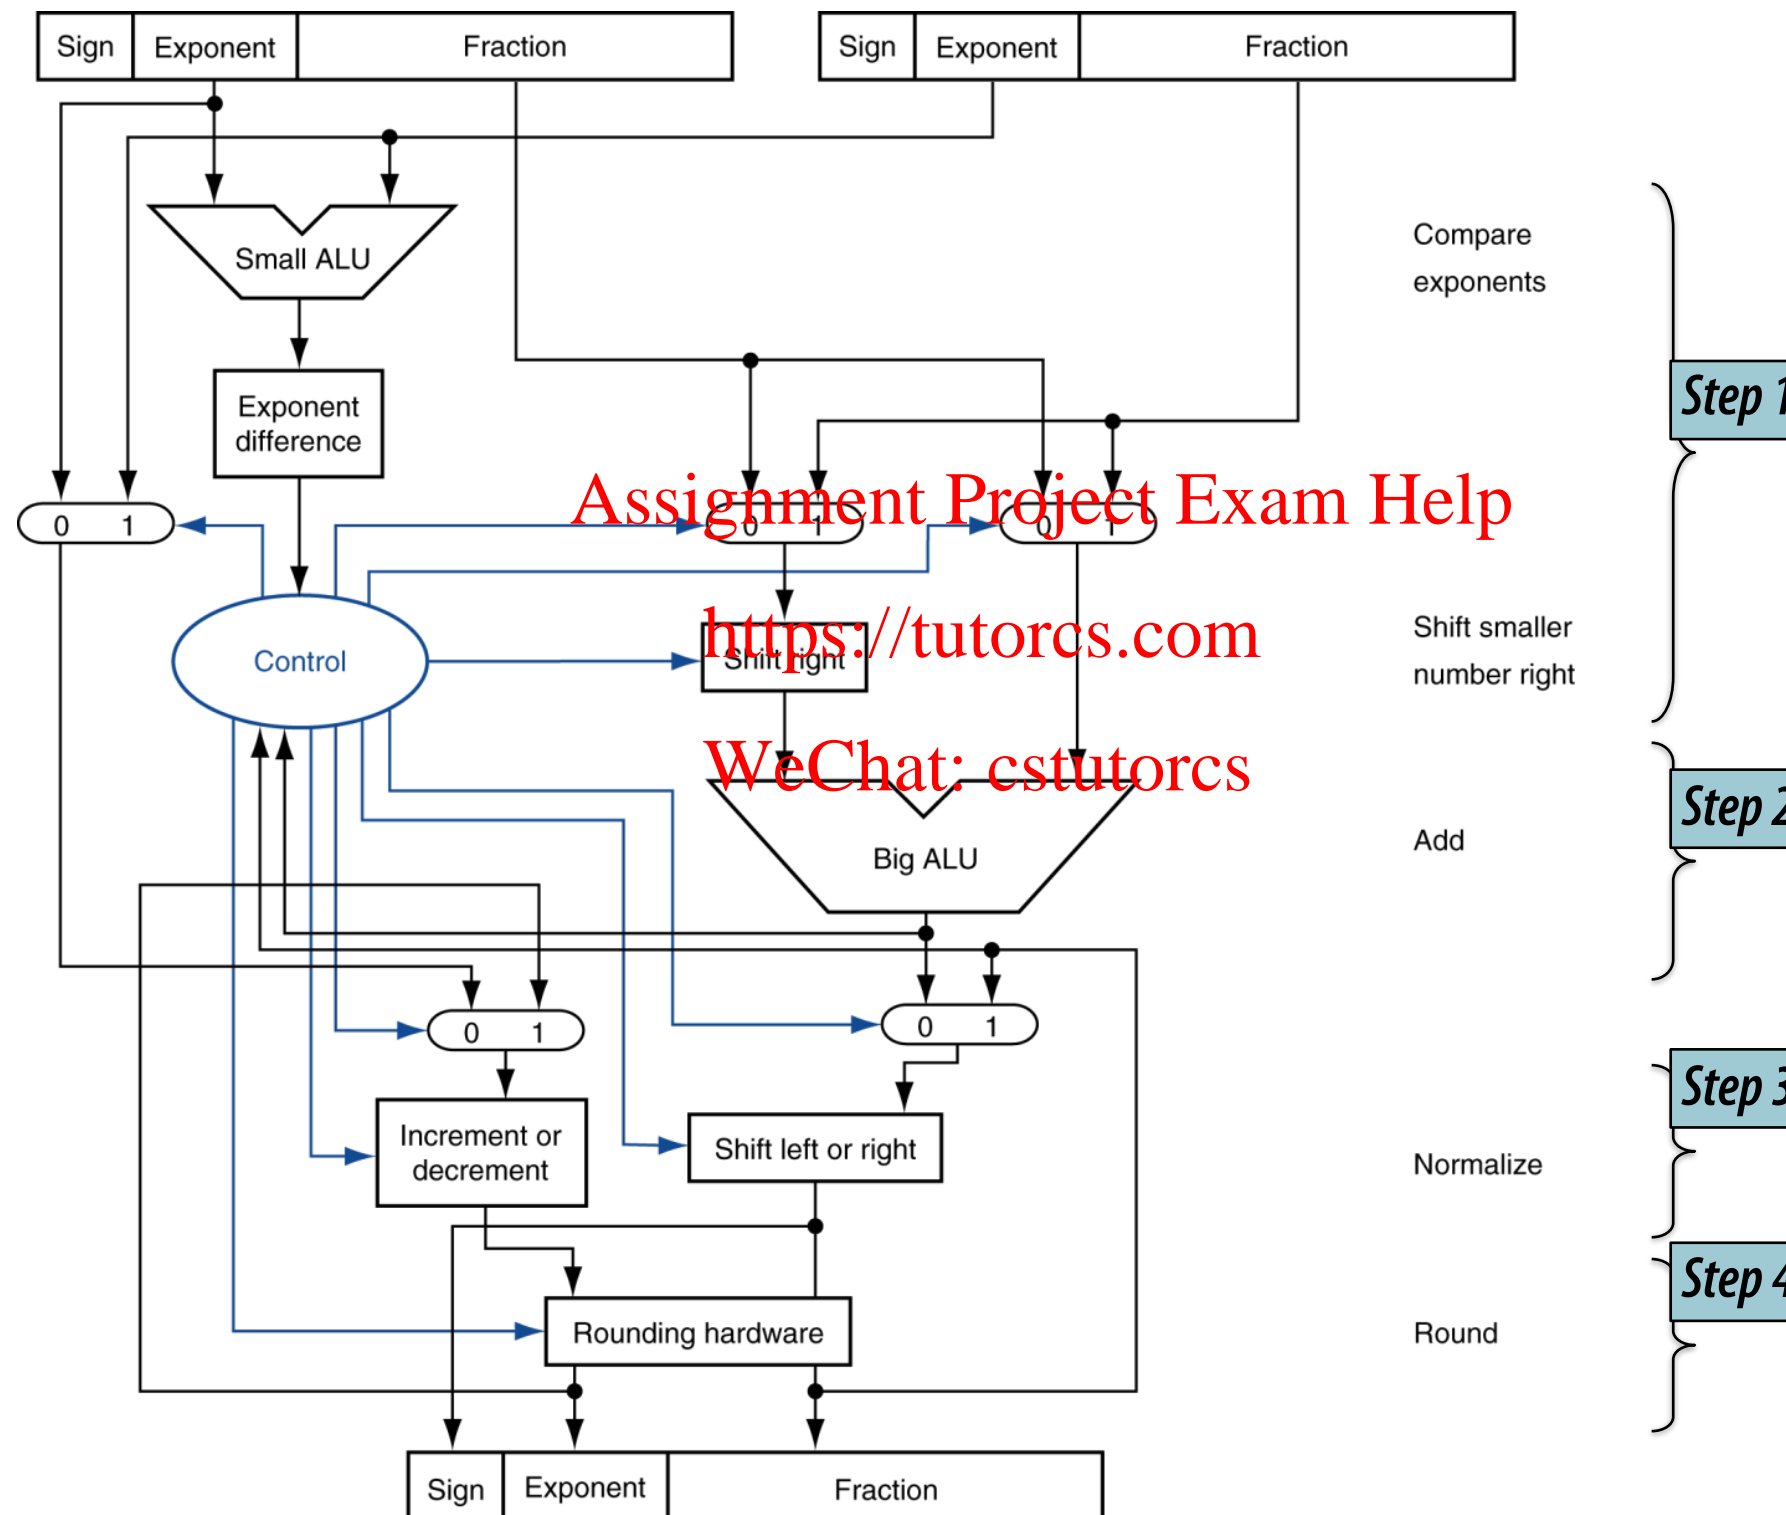 Sign Exponent Fraction Sign Exponent Fraction
Small ALU
Compare
exponents
Exponent
difference
Step 1
0 1
0 1
0 1
Assignment Project Exam Help
Control
Shift right
https://tutorcs.com
Shift smaller
number right
WeChat: cstutorcs
Big ALU
Add
Step 2
0 1
0 1
Increment or
decrement
Shift left or right
Normalize
Step 3
Rounding hardware
Round
Step 4
Sign Exponent Fraction